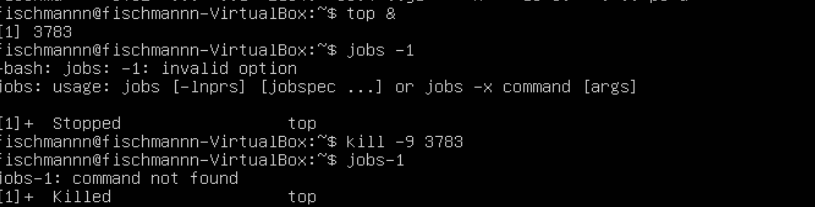 fischmannn@fischmannn-VirtualBox:~$ top &
[1] 3783
fischmannn@fischmannn-VirtualBox:~$ jobs -1
-bash: jobs: -1: invalid option
jobs: usage: jobs [-lnprs] [jobspec ...] or jobs -x command [args]
[1]+  Stopped                 top
fischmannn@fischmannn-VirtualBox:~$ kill -9 3783
fischmannn@fischmannn-VirtualBox:~$ jobs-1
jobs-1: command not found
[1]+  Killed                  top